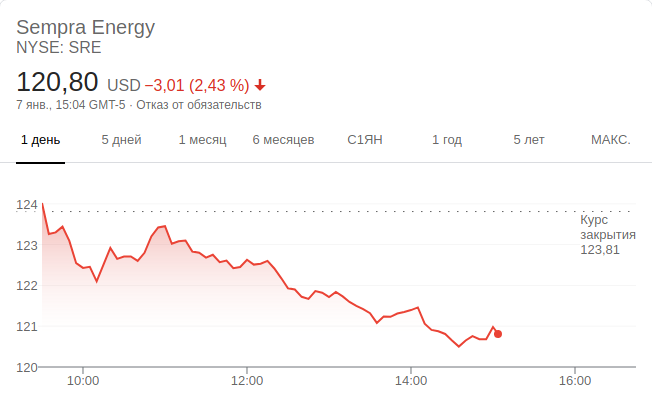 Sempra Energy
NYSE: SRE
120,80 USD −3,01 (2,43 %)
7 янв., 15:04 GMT-5 · Отказ от обязательств
1 день 5 дней 1 месяц 6 месяцев С1ЯН 1 год 5 лет МАКС.
124
Курс
закрытия
123,81
123
122
121
120
10:00 12:00 14:00 16:00